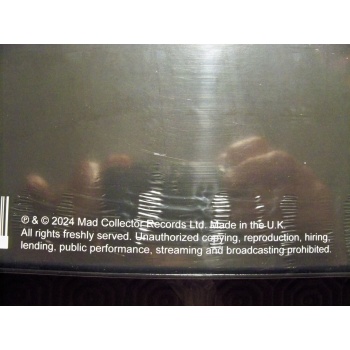 ℗ & © 2024 Mad Collector Records Ltd. Made in the U.K.
All rights freshly served. Unauthorized copying, reproduction, hiring,
lending, public performance, streaming and broadcasting prohibited.